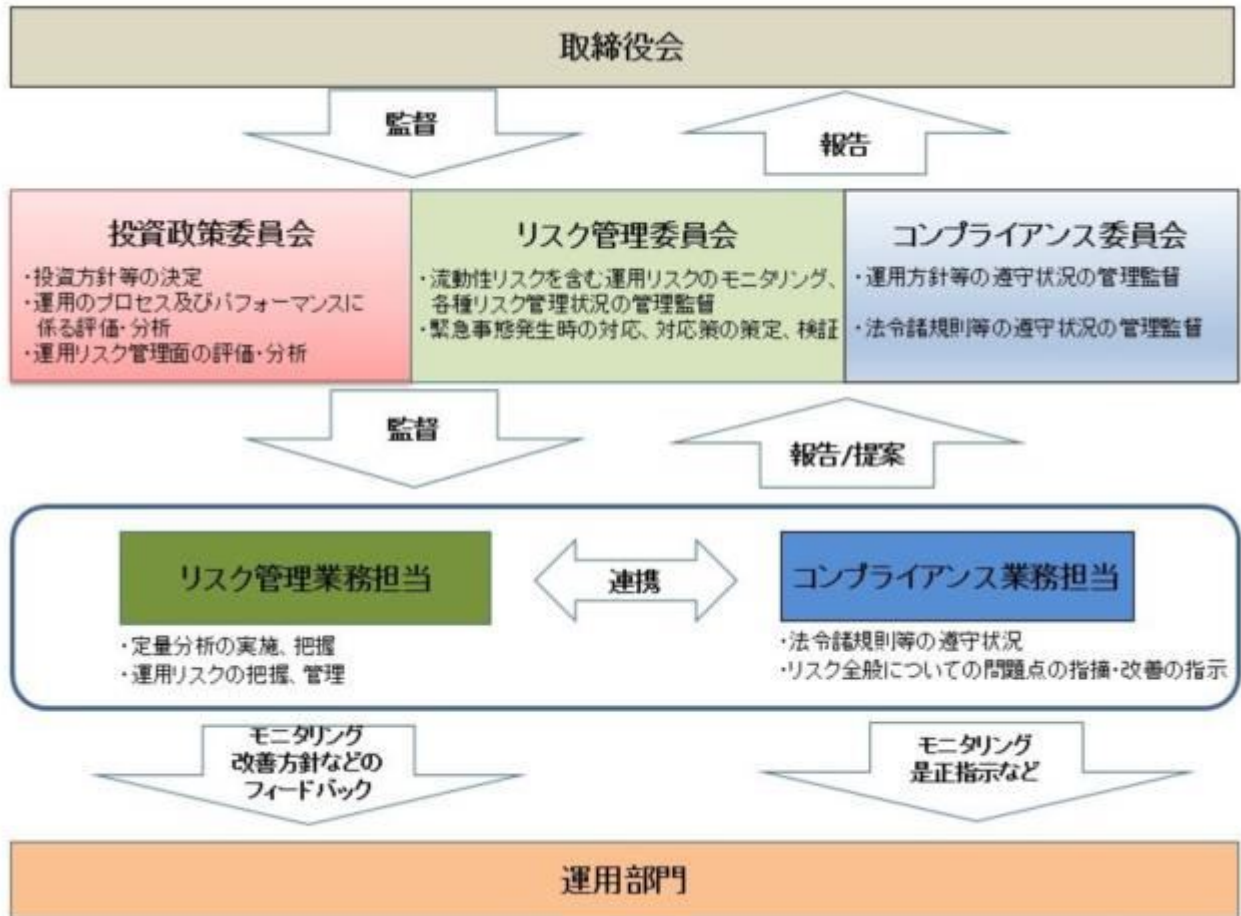 取締役会
監督
報告
投資政策委員会
・投資方針等の決定
・運用のプロセス及びパフォーマンスに
係る評価・分析
・運用リスク管理面の評価・分析
リスク管理委員会
・流動性リスクを含む運用リスクのモニタリング、
各種リスク管理状況の管理監督
・緊急事態発生時の対応、対応策の策定、検証
コンプライアンス委員会
・運用方針等の遵守状況の管理監督
・法令諸規則等の遵守状況の管理監督
監督
報告/提案
リスク管理業務担当
・定量分析の実施、把握
・運用リスクの把握、管理
連携
コンプライアンス業務担当
・法令諸規則等の遵守状況
・リスク全般についての問題点の指摘・改善の指示
モニタリング
改善方針などの
フィードバック
モニタリング
是正指示など
運用部門